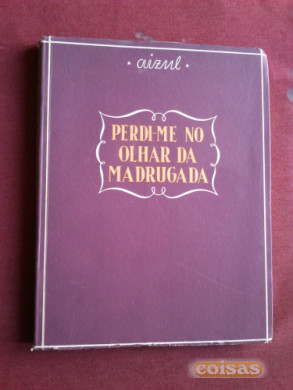 · aizul ·
PERDI-ME NO
OLHAR DA
MADRUGADA
coisas